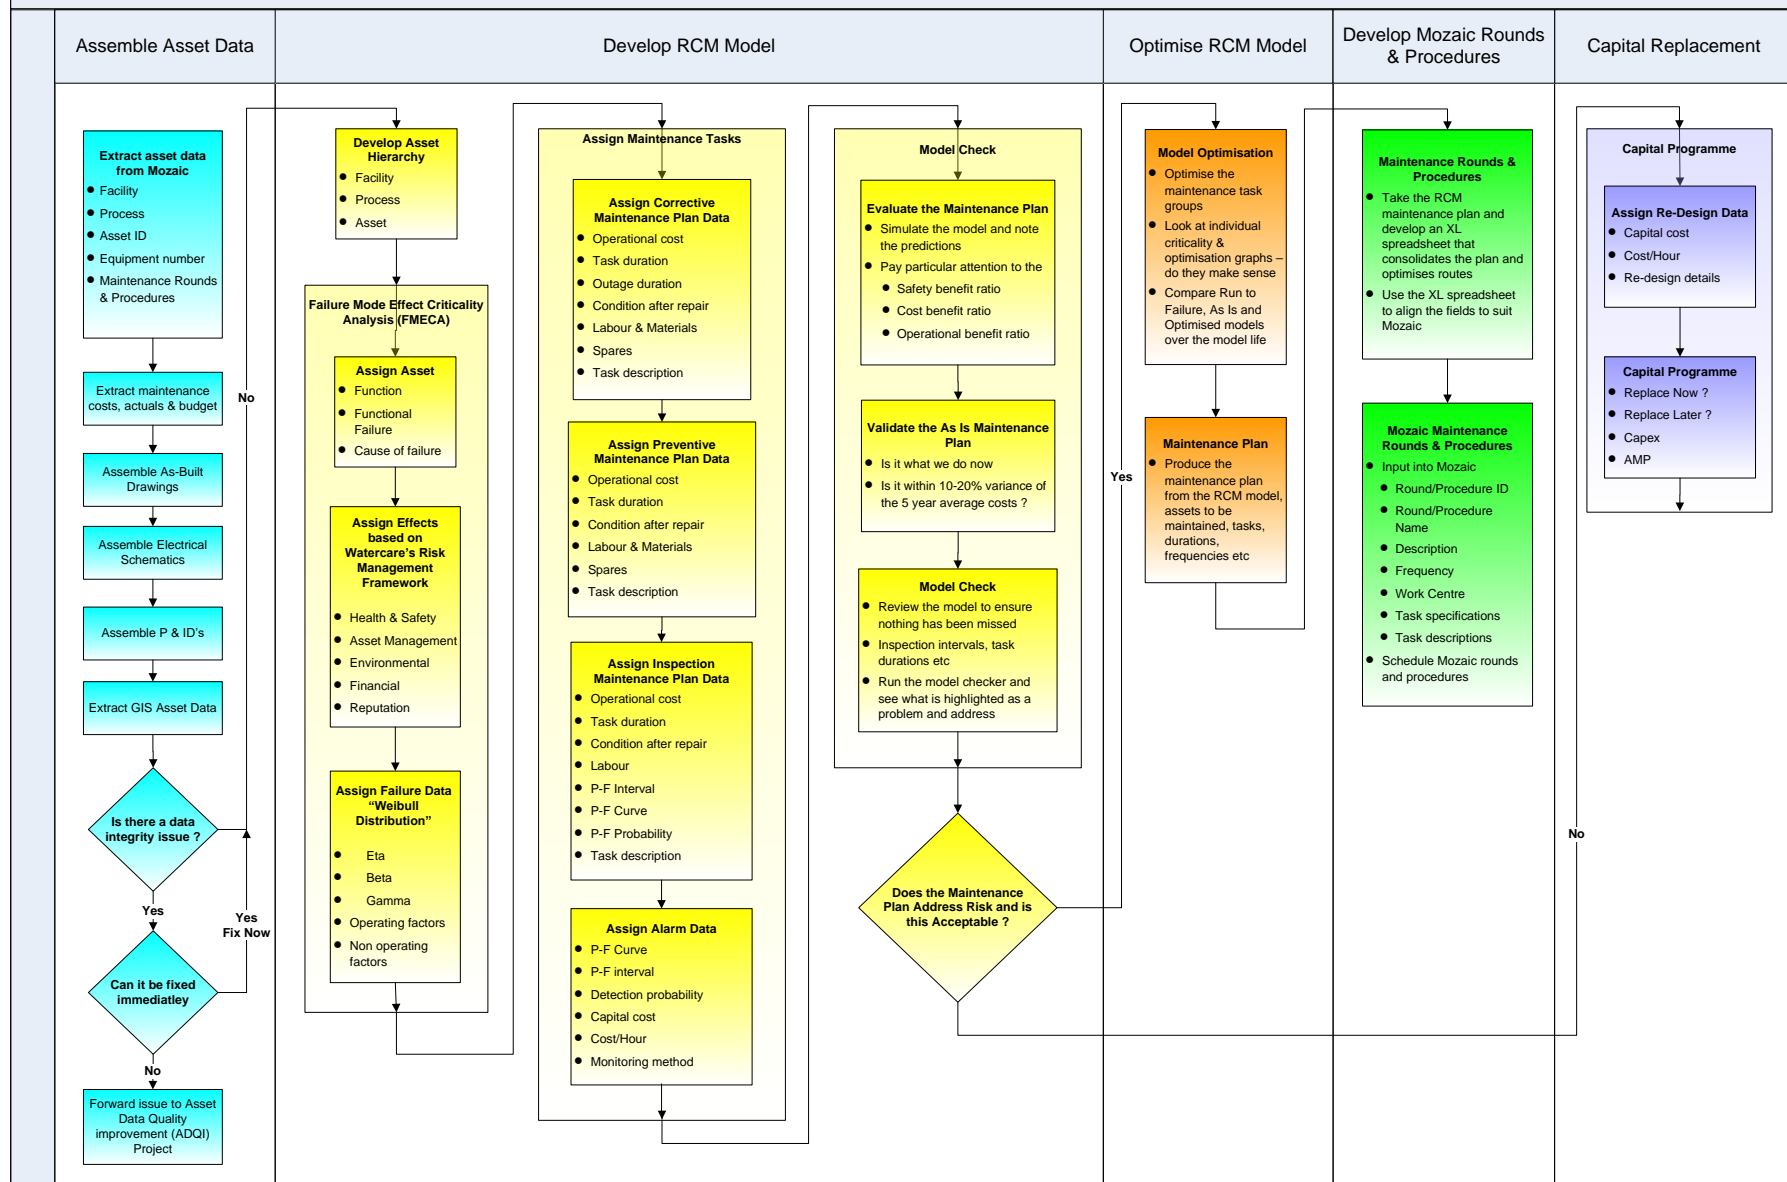 Assemble Asset Data
Develop RCM Model
Optimise RCM Model
Develop Mozaic Rounds
& Procedures
Capital Replacement
Extract asset data
from Mozaic
● Facility
● Process
● Asset ID
● Equipment number
● Maintenance Rounds
& Procedures
Extract maintenance
costs, actuals & budget
Assemble As-Built
Drawings
Assemble Electrical
Schematics
Assemble P & ID's
Extract GIS Asset Data
Is there a data
integrity issue ?
No
Yes
Yes
Fix Now
Can it be fixed
immediatley
No
Forward issue to Asset
Data Quality
improvement (ADQI)
Project
Develop Asset
Hierarchy
● Facility
● Process
● Asset
Failure Mode Effect Criticality
Analysis (FMECA)
Assign Asset
● Function
● Functional
Failure
● Cause of failure
Assign Effects
based on
Watercare's Risk
Management
Framework
● Health & Safety
● Asset Management
● Environmental
● Financial
● Reputation
Assign Failure Data
“Weibull
Distribution”
● Eta
● Beta
● Gamma
● Operating factors
● Non operating
factors
Assign Maintenance Tasks
Assign Corrective
Maintenance Plan Data
● Operational cost
● Task duration
● Outage duration
● Condition after repair
● Labour & Materials
● Spares
● Task description
Assign Preventive
Maintenance Plan Data
● Operational cost
● Task duration
● Condition after repair
● Labour & Materials
● Spares
● Task description
Assign Inspection
Maintenance Plan Data
● Operational cost
● Task duration
● Condition after repair
● Labour
● P-F Interval
● P-F Curve
● P-F Probability
● Task description
Assign Alarm Data
● P-F Curve
● P-F interval
● Detection probability
● Capital cost
● Cost/Hour
● Monitoring method
Model Check
Evaluate the Maintenance Plan
● Simulate the model and note
the predictions
● Pay particular attention to the
● Safety benefit ratio
● Cost benefit ratio
● Operational benefit ratio
Validate the As Is Maintenance
Plan
● Is it what we do now
● Is it within 10-20% variance of
the 5 year average costs ?
Model Check
● Review the model to ensure
nothing has been missed
● Inspection intervals, task
durations etc
● Run the model checker and
see what is highlighted as a
problem and address
Does the Maintenance
Plan Address Risk and is
this Acceptable ?
Yes
Model Optimisation
● Optimise the
maintenance task
groups
● Look at individual
criticality &
optimisation graphs –
do they make sense
● Compare Run to
Failure, As Is and
Optimised models
over the model life
Maintenance Plan
● Produce the
maintenance plan
from the RCM model,
assets to be
maintained, tasks,
durations,
frequencies etc
Maintenance Rounds &
Procedures
● Take the RCM
maintenance plan and
develop an XL
spreadsheet that
consolidates the plan and
optimises routes
● Use the XL spreadsheet
to align the fields to suit
Mozaic
Mozaic Maintenance
Rounds & Procedures
● Input into Mozaic
● Round/Procedure ID
● Round/Procedure
Name
● Description
● Frequency
● Work Centre
● Task specifications
● Task descriptions
● Schedule Mozaic rounds
and procedures
No
Capital Programme
Assign Re-Design Data
● Capital cost
● Cost/Hour
● Re-design details
Capital Programme
● Replace Now ?
● Replace Later ?
● Capex
● AMP